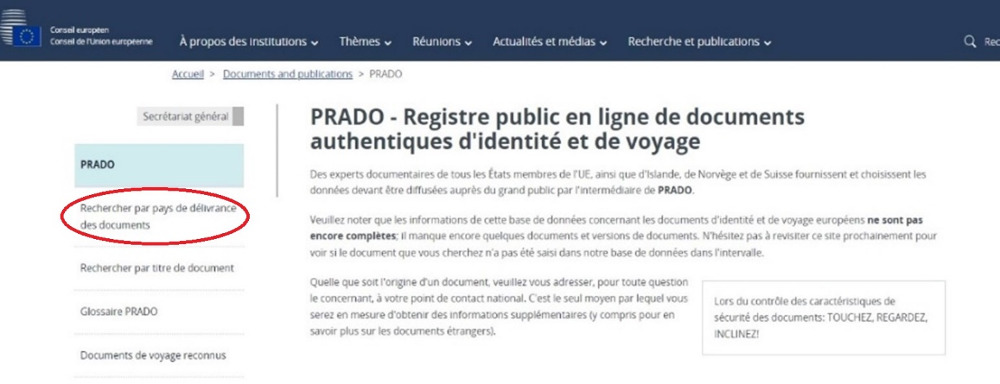 Conseil européen
Conseil de l'Union européenne
À propos des institutions
Thèmes
Réunions
Actualités et médias
Recherche et publications
Accueil > Documents and publications > PRADO
Secrétariat général
PRADO
Rechercher par pays de délivrance
des documents
Rechercher par titre de document
Glossaire PRADO
Documents de voyage reconnus
PRADO - Registre public en ligne de documents
authentiques d'identité et de voyage
Des experts documentaires de tous les États membres de l'UE, ainsi que d'Islande, de Norvège et de Suisse fournissent et choisissent les
données devant être diffusées auprès du grand public par l'intermédiaire de PRADO.
Veuillez noter que les informations de cette base de données concernant les documents d'identité et de voyage européens ne sont pas
encore complètes; il manque encore quelques documents et versions de documents. N'hésitez pas à revisiter ce site prochainement pour
voir si le document que vous cherchez n'a pas été saisi dans notre base de données dans l'intervalle.
Quelle que soit l'origine d'un document, veuillez vous adresser, pour toute question
le concernant, à votre point de contact national. C'est le seul moyen par lequel vous
serez en mesure d'obtenir des informations supplémentaires (y compris pour en
savoir plus sur les documents étrangers).
Lors du contrôle des caractéristiques de
sécurité des documents: TOUCHEZ, REGARDEZ,
INCLINEZ!